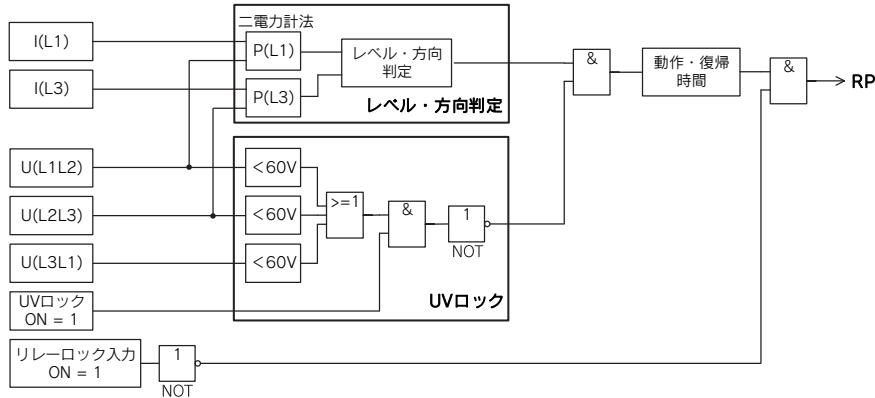 二電力計法
I(L1)
P(L1)
レベル・方向
判定
I(L3)
P(L3)
レベル・方向判定
&
動作・復帰
時間
&
RP
U(L1L2)
<60V
U(L2L3)
<60V
>=1
&
1
NOT
U(L3L1)
<60V
UVロック
ON = 1
UVロック
リレーロック入力
ON = 1
1
NOT